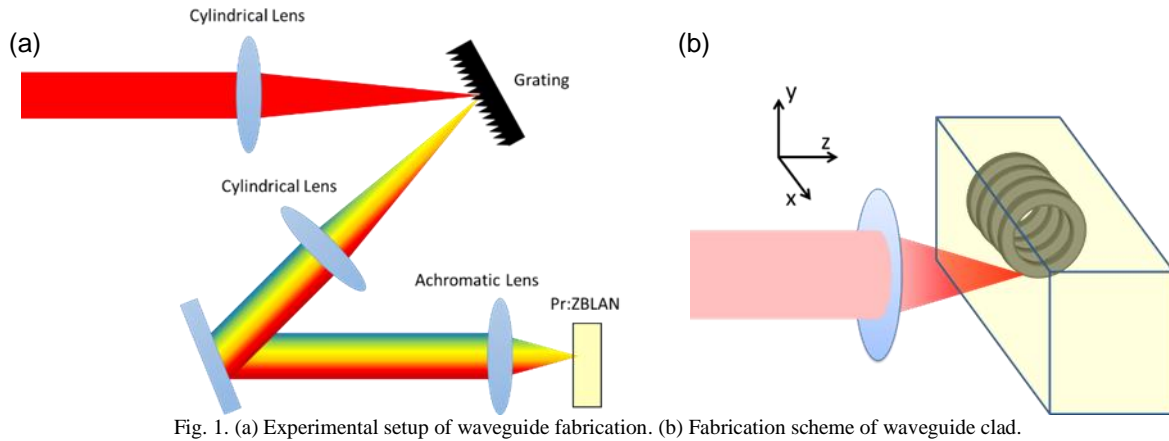 (a)
Cylindrical Lens
Grating
Cylindrical Lens
Achromatic Lens
Pr:ZBLAN
(b)
y
z
x
Fig. 1. (a) Experimental setup of waveguide fabrication. (b) Fabrication scheme of waveguide clad.